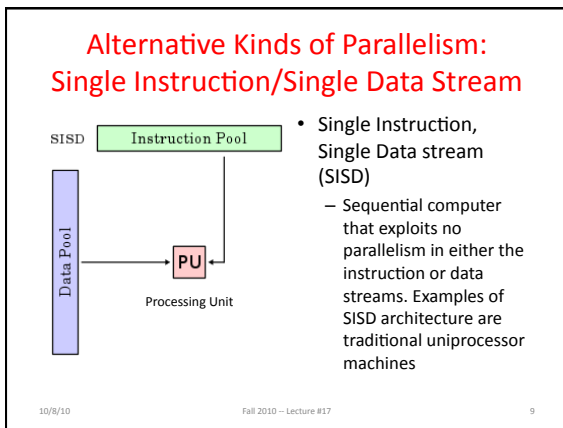 Alternative Kinds of Parallelism:
Single Instruction/Single Data Stream
SISD
Instruction Pool
Data Pool
PU
Processing Unit
• Single Instruction,
Single Data stream
(SISD)
– Sequential computer
that exploits no
parallelism in either the
instruction or data
streams. Examples of
SISD architecture are
traditional uniprocessor
machines
10/8/10
Fall 2010 -- Lecture #17
9